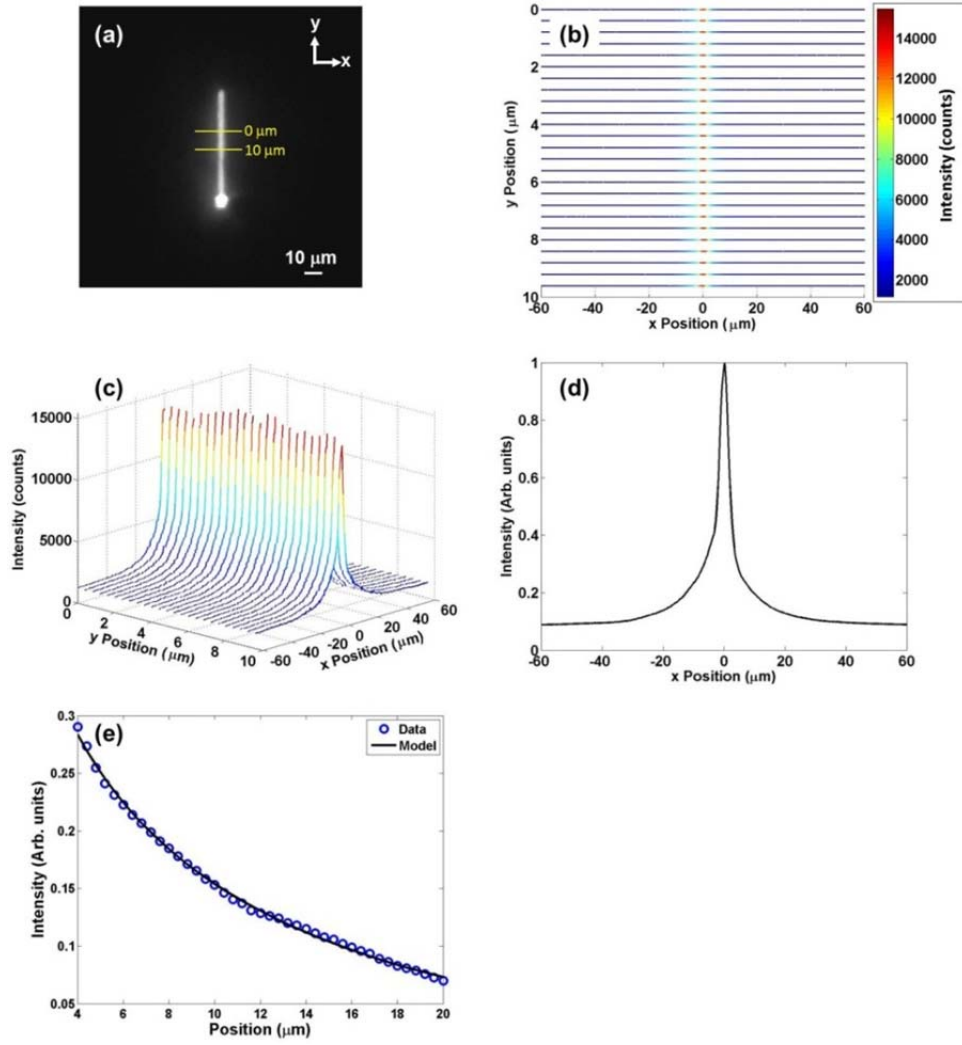 (a)
y
x
0 μm
10 μm
10 μm
(b)
0
2
4
6
8
10
y Position (μm)
-60 -40 -20 0 20 40 60
x Position (μm)
14000
12000
10000
8000
6000
4000
2000
Intensity (counts)
(c)
15000
10000
5000
0
Intensity (counts)
0 2 4 6 8 10
y Position (μm)
-60 -40 -20 0 20 40 60
x Position (μm)
(d)
1
0.8
0.6
0.4
0.2
0
Intensity (Arb. units)
-60 -40 -20 0 20 40 60
x Position (μm)
(e)
Data
Model
0.3
0.25
0.2
0.15
0.1
0.05
Intensity (Arb. units)
4 6 8 10 12 14 16 18 20
Position (μm)